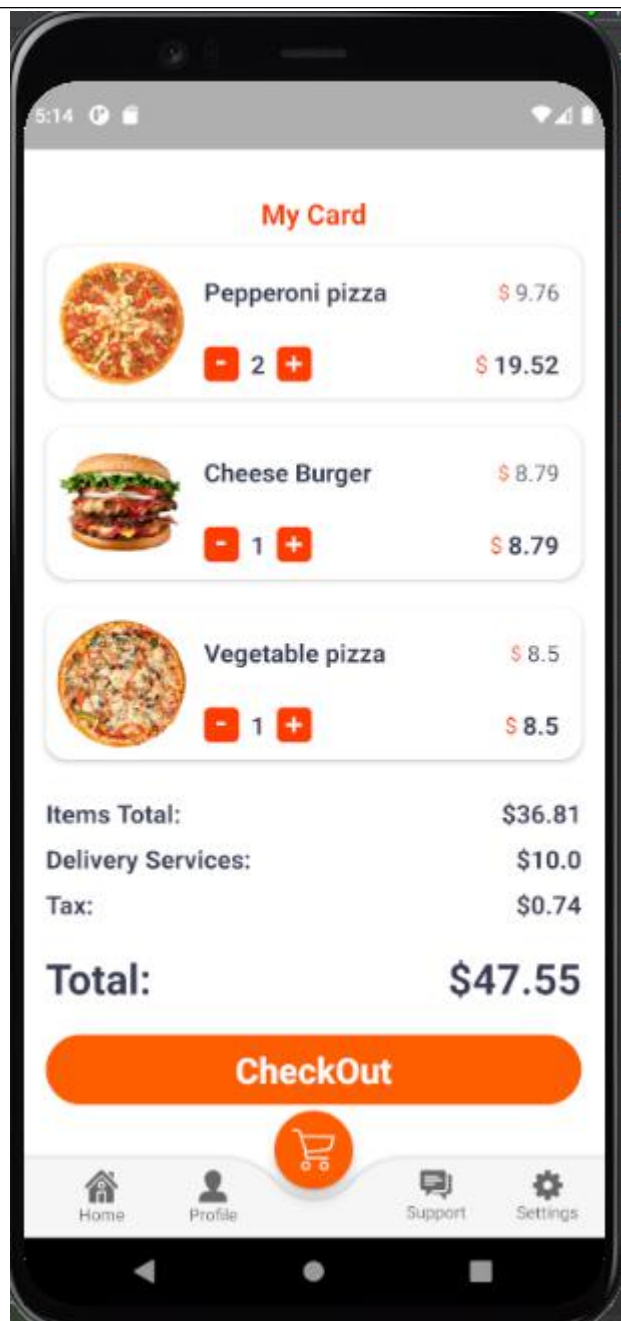 5:14
My Card
Pepperoni pizza $ 9.76
- 2 + $ 19.52
Cheese Burger $ 8.79
- 1 + $ 8.79
Vegetable pizza $ 8.5
- 1 + $ 8.5
Items Total: $36.81
Delivery Services: $10.0
Tax: $0.74
Total: $47.55
CheckOut
Home Profile Support Settings